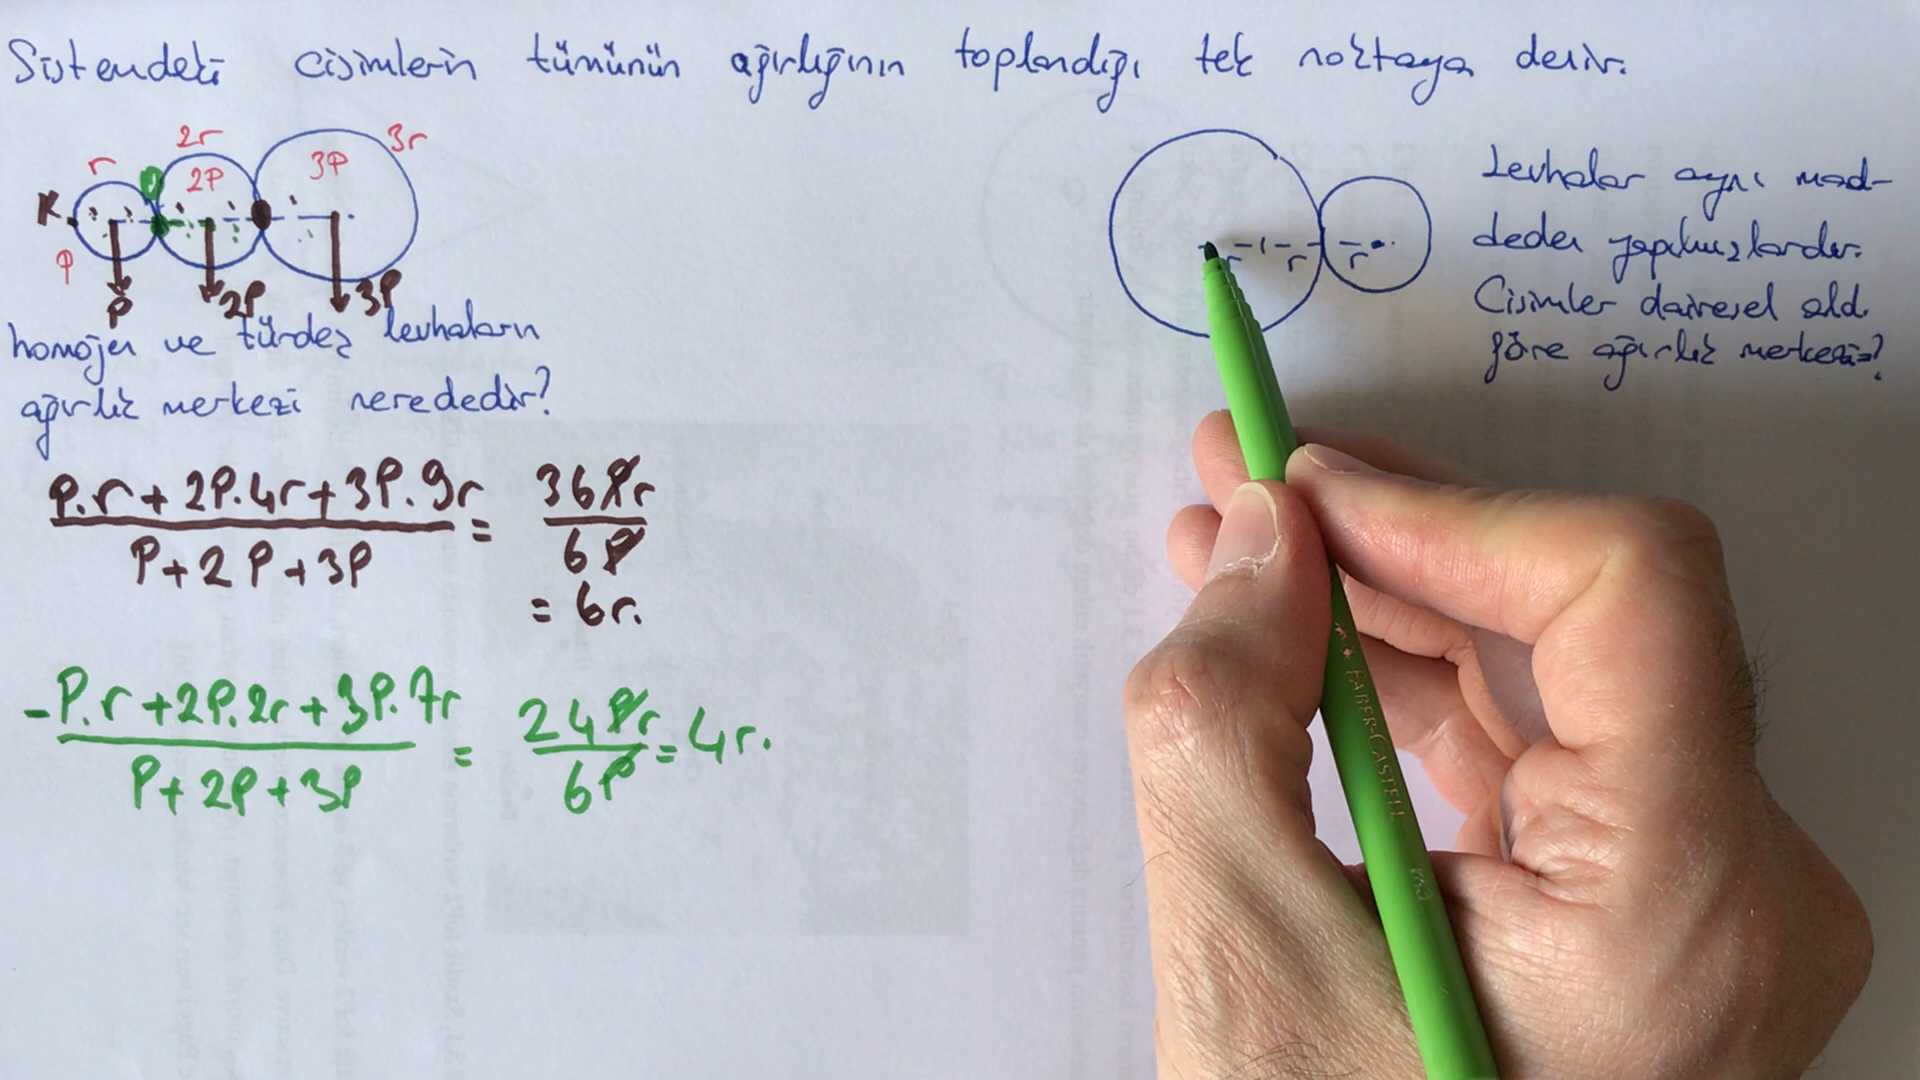 Sistemdeki cisimlerin tümünün ağırlığının toplandığı tek noktaya denir.
r 2r 3r
2P 3P
K O
P
P 2P 3P
homojen ve türdeş levhaların
ağırlık merkezi nerededir?
P.r + 2P.4r + 3P.9r = 36Pr
P + 2P + 3P 6P
= 6r.
-P.r + 2P.2r + 3P.7r = 24Pr = 4r.
P + 2P + 3P 6P
r r r
Levhalar aynı mad-
deden yapılmışlardır.
Cisimler dairesel old.
göre ağırlık merkezi=?
FABER-CASTELL